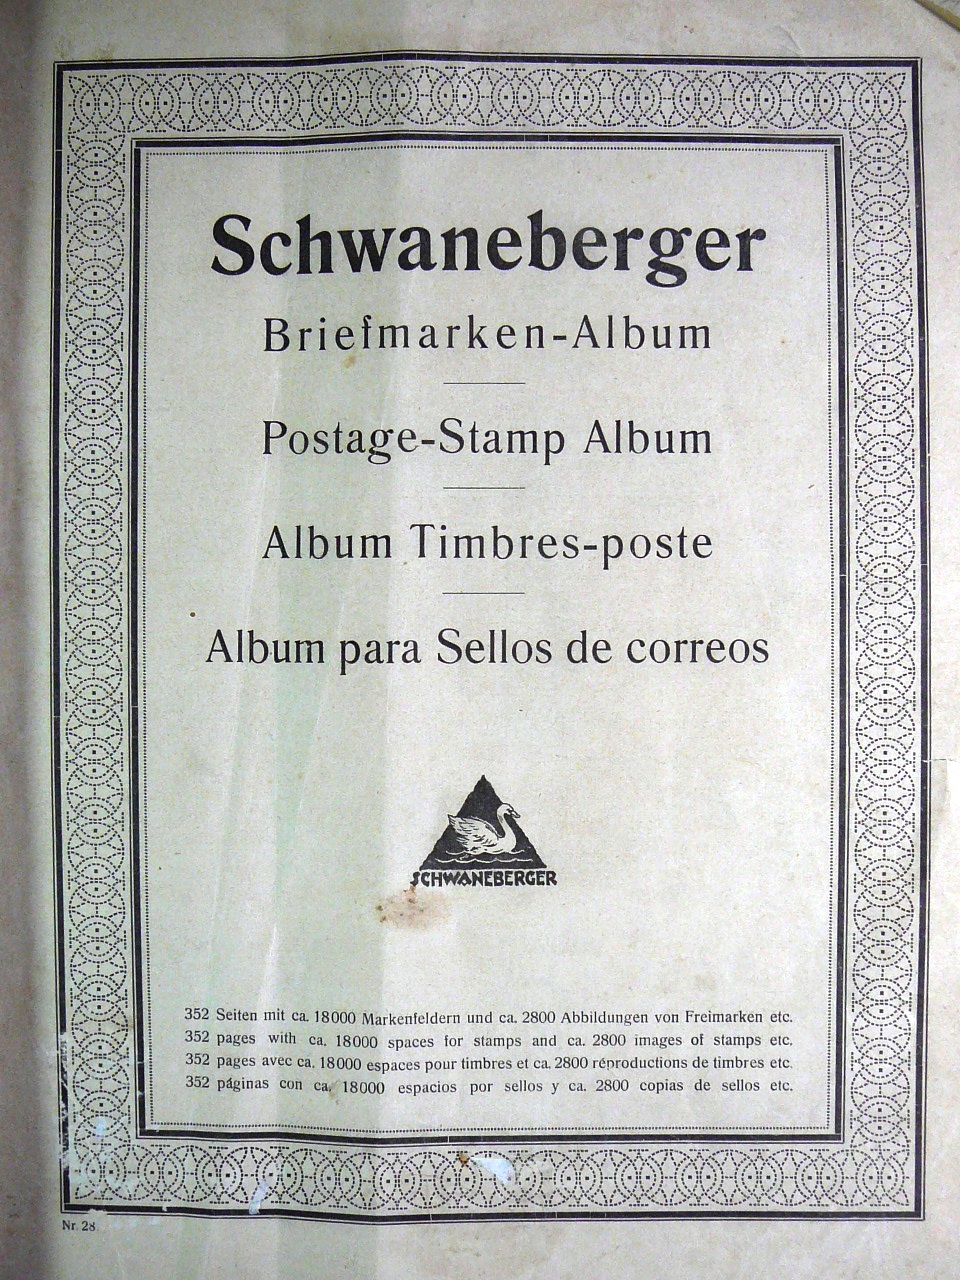 Schwaneberger
Briefmarken-Album
Postage-Stamp Album
Album Timbres-poste
Album para Sellos de correos
SCHWANEBERGER
352 Seiten mit ca. 18000 Markenfeldern und ca. 2800 Abbildungen von Freimarken etc.
352 pages with ca. 18000 spaces for stamps and ca. 2800 images of stamps etc.
352 pages avec ca. 18000 espaces pour timbres et ca. 2800 réproductions de timbres etc.
352 páginas con ca. 18000 espacios por sellos y ca. 2800 copias de sellos etc.
Nr. 28